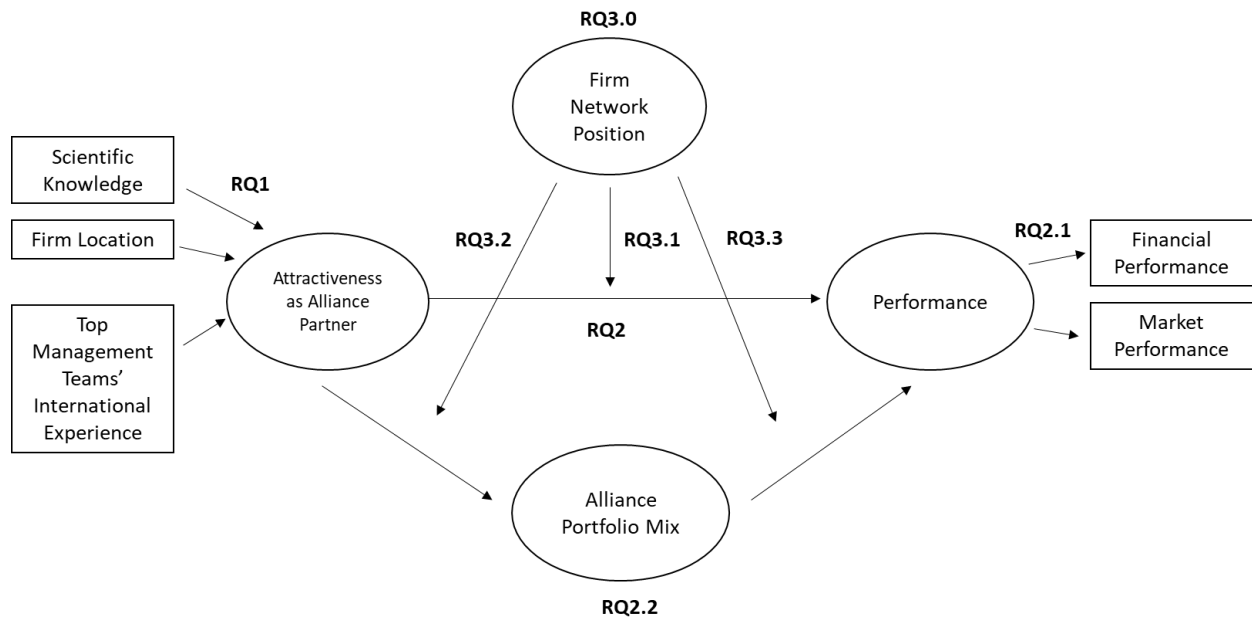 RQ3.0
Firm
Network
Position
Scientific
Knowledge
RQ1
Firm Location
Top
Management
Teams’
International
Experience
Attractiveness
as Alliance
Partner
RQ3.2
RQ3.1
RQ3.3
RQ2
Performance
RQ2.1
Financial
Performance
Market
Performance
Alliance
Portfolio Mix
RQ2.2